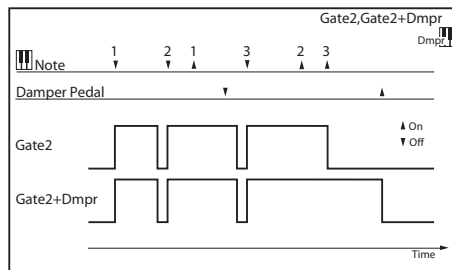 Gate2,Gate2+Dmpr
Dmpr
1 2 1 3 2 3
Note
Damper Pedal
On
Off
Gate2
Gate2+Dmpr
Time